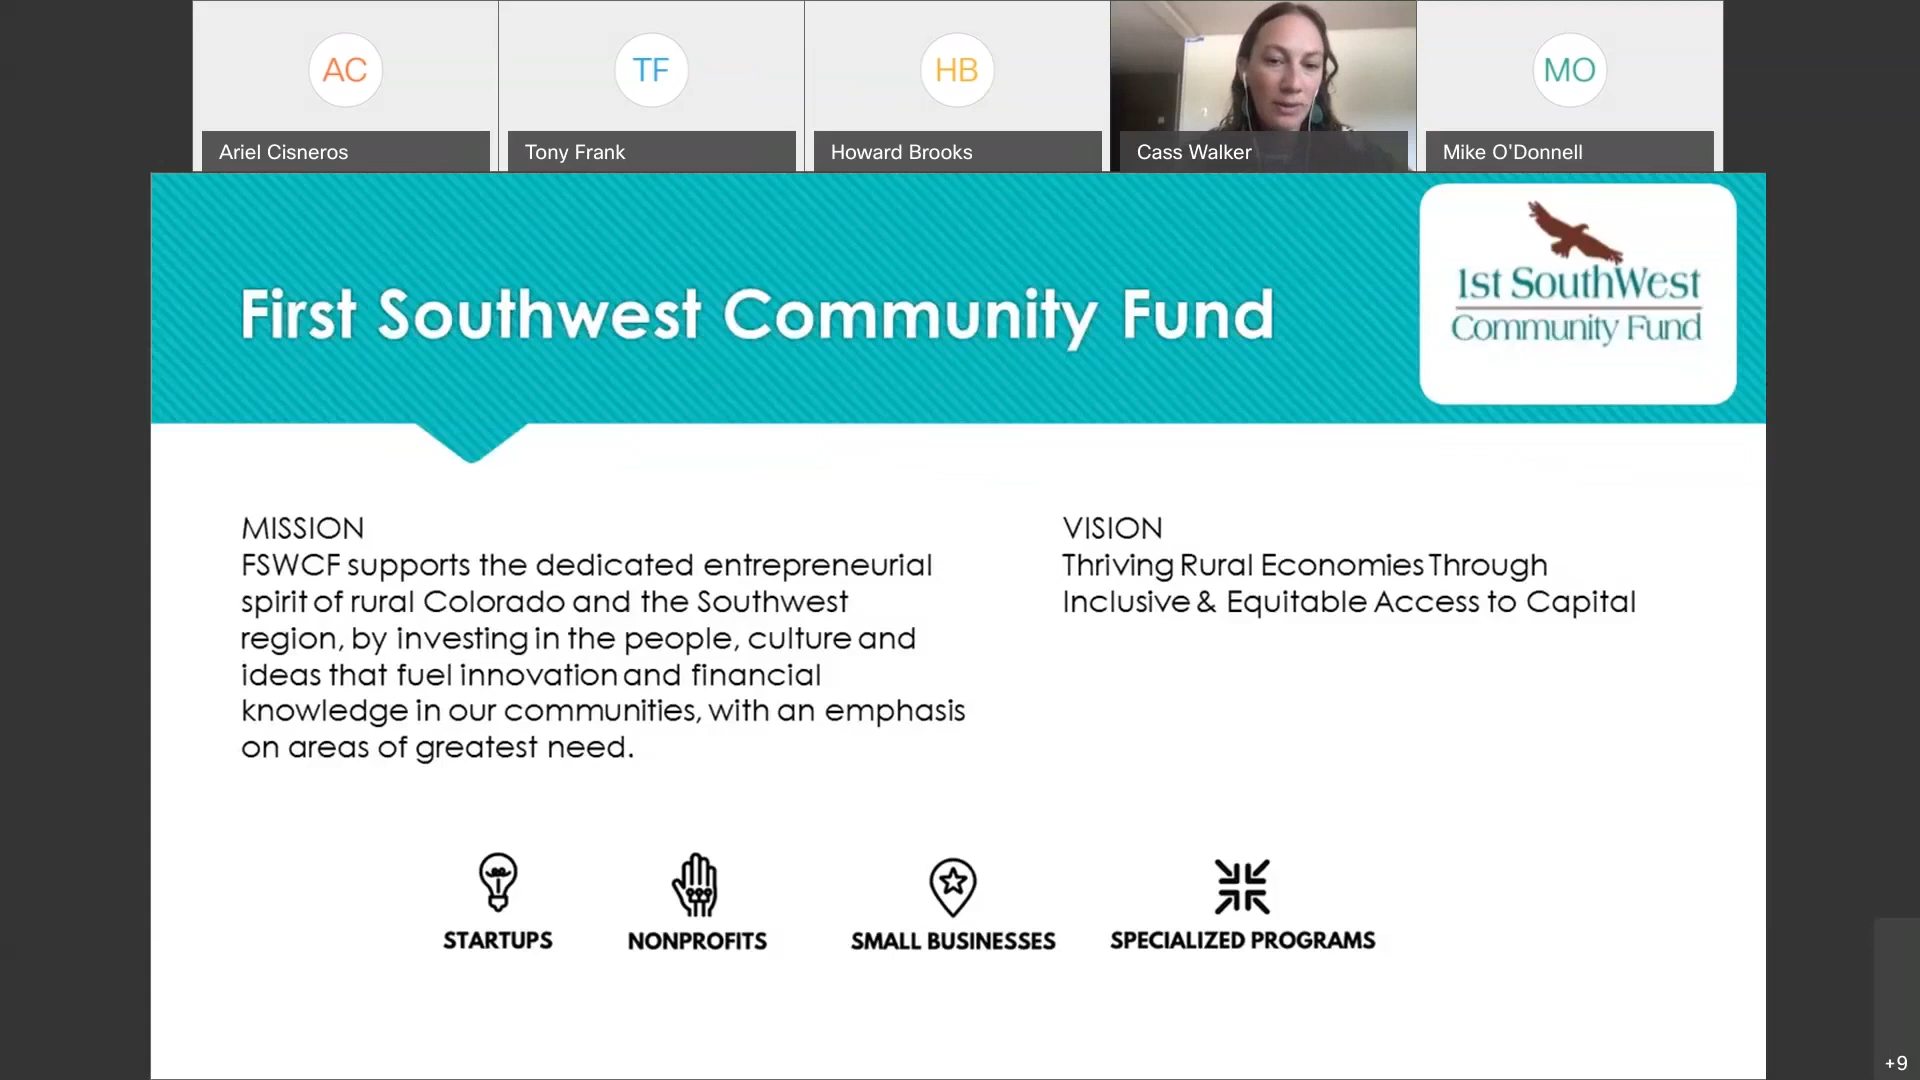 AC
TF
HB
MO
Ariel Cisneros
Tony Frank
Howard Brooks
Cass Walker
Mike O'Donnell
First Southwest Community Fund
1st SouthWest
Community Fund
MISSION
FSWCF supports the dedicated entrepreneurial
spirit of rural Colorado and the Southwest
region, by investing in the people, culture and
ideas that fuel innovation and financial
knowledge in our communities, with an emphasis
on areas of greatest need.
VISION
Thriving Rural Economies Through
Inclusive & Equitable Access to Capital
STARTUPS
NONPROFITS
SMALL BUSINESSES
SPECIALIZED PROGRAMS
+9